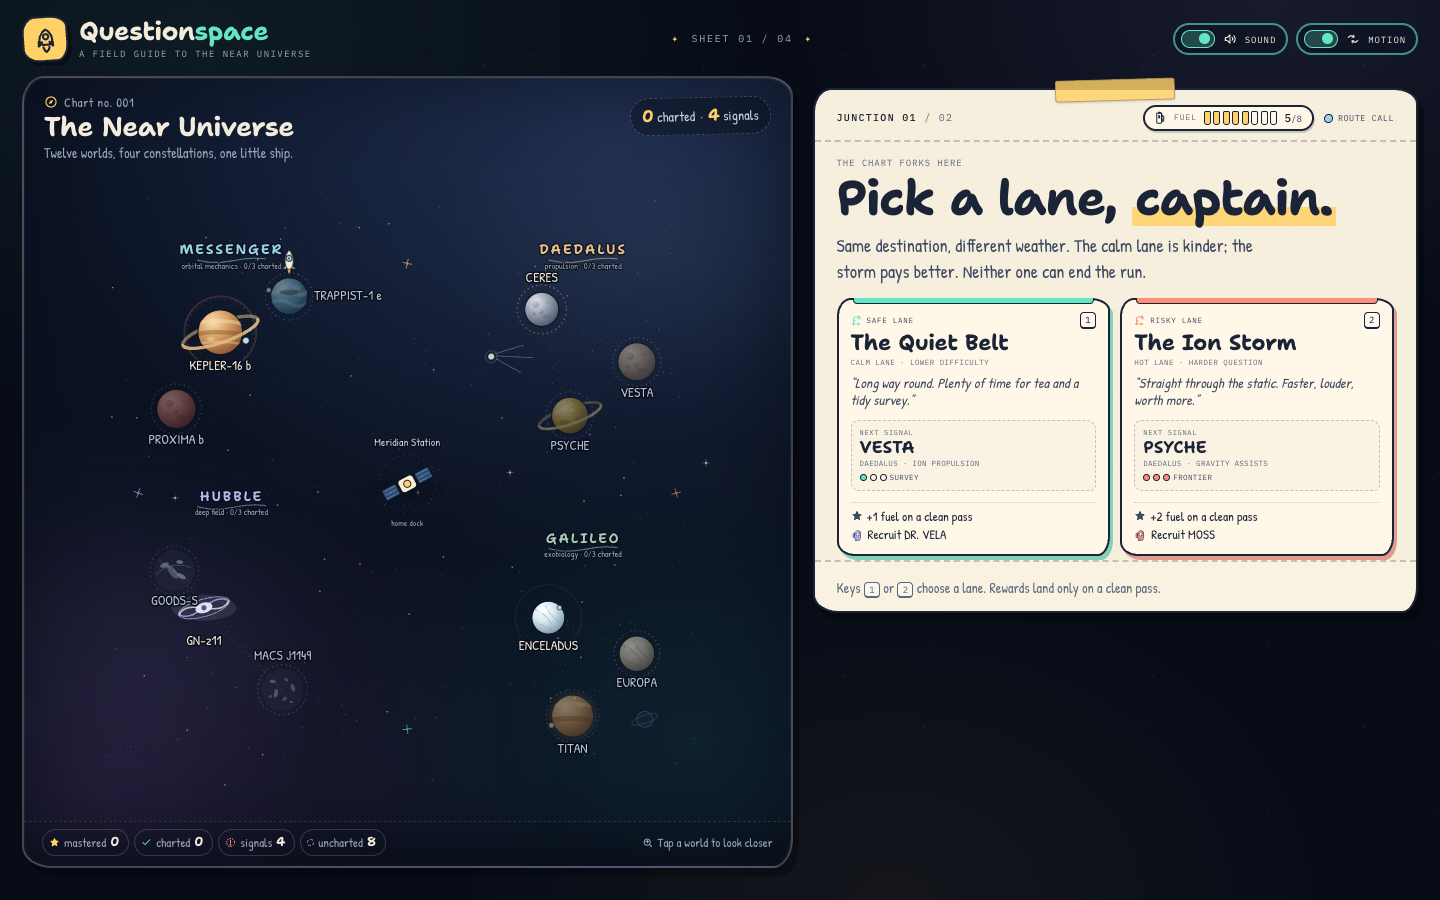 Questionspace
A FIELD GUIDE TO THE NEAR UNIVERSE
SHEET 01 / 04
SOUND
MOTION
Chart no. 001
The Near Universe
Twelve worlds, four constellations, one little ship.
0 charted · 4 signals
MESSENGER
orbital mechanics · 0/3 charted
TRAPPIST-1 e
KEPLER-16 b
PROXIMA b
DAEDALUS
propulsion · 0/3 charted
CERES
VESTA
PSYCHE
Meridian Station
home dock
HUBBLE
deep field · 0/3 charted
GOODS-S
GN-z11
MACS J1149
GALILEO
exobiology · 0/3 charted
ENCELADUS
EUROPA
TITAN
mastered 0
charted 0
signals 4
uncharted 8
Tap a world to look closer
JUNCTION 01 / 02
FUEL
5/8
ROUTE CALL
THE CHART FORKS HERE
Pick a lane, captain.
Same destination, different weather. The calm lane is kinder; the
storm pays better. Neither one can end the run.
SAFE LANE
1
The Quiet Belt
CALM LANE · LOWER DIFFICULTY
"Long way round. Plenty of time for tea and a
tidy survey."
NEXT SIGNAL
VESTA
DAEDALUS · ION PROPULSION
SURVEY
+1 fuel on a clean pass
Recruit DR. VELA
RISKY LANE
2
The Ion Storm
HOT LANE · HARDER QUESTION
"Straight through the static. Faster, louder,
worth more."
NEXT SIGNAL
PSYCHE
DAEDALUS · GRAVITY ASSISTS
FRONTIER
+2 fuel on a clean pass
Recruit MOSS
Keys 1 or 2 choose a lane. Rewards land only on a clean pass.